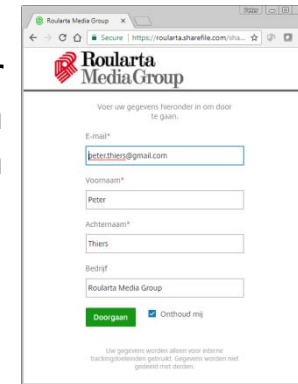 Roularta Media Group
Secure | https://roularta.sharefile.com/sha...
Roularta
MediaGroup
Voer uw gegevens hieronder in om door
te gaan.
E-mail*
peter.thiers@gmail.com
Voornaam*
Peter
Achternaam*
Thiers
Bedrijf
Roularta Media Group
Doorgaan
Onthoud mij
Uw gegevens worden alleen voor interne
trackingdoeleinden gebruikt. Gegevens worden niet
gedeeld met derden.